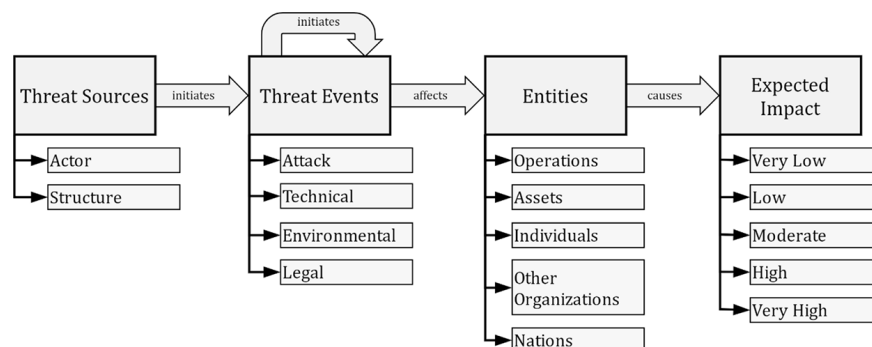 initiates
Threat Sources
initiates
Threat Events
affects
Entities
causes
Expected
Impact
Actor
Structure
Attack
Technical
Environmental
Legal
Operations
Assets
Individuals
Other
Organizations
Nations
Very Low
Low
Moderate
High
Very High